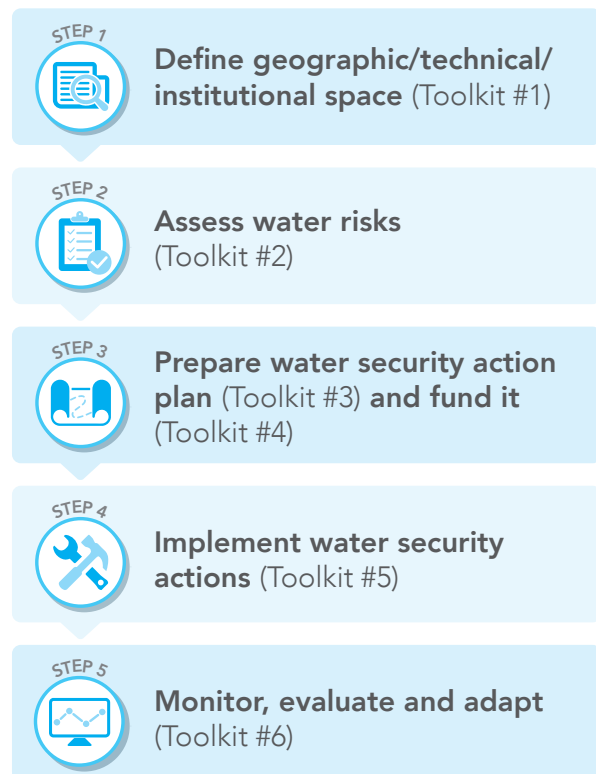 STEP 1
Define geographic/technical/
institutional space (Toolkit #1)
STEP 2
Assess water risks
(Toolkit #2)
STEP 3
Prepare water security action
plan (Toolkit #3) and fund it
(Toolkit #4)
STEP 4
Implement water security
actions (Toolkit #5)
STEP 5
Monitor, evaluate and adapt
(Toolkit #6)